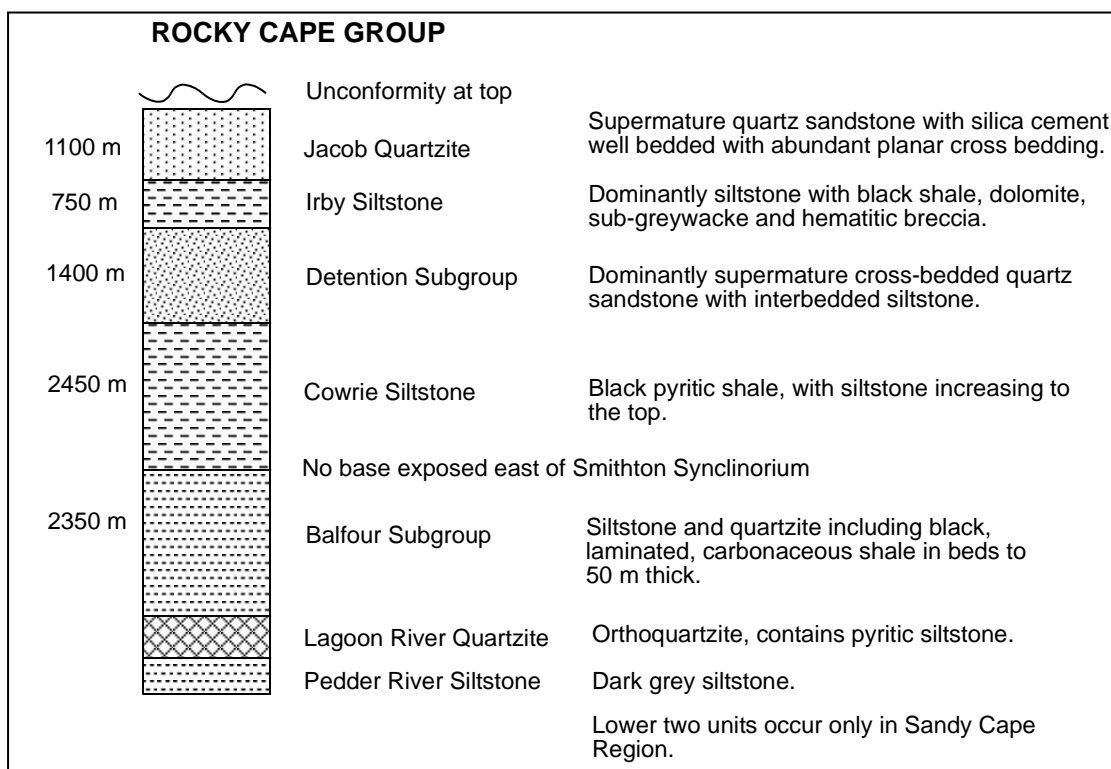 ROCKY CAPE GROUP
Unconformity at top
1100 m
Jacob Quartzite
Supermature quartz sandstone with silica cement
well bedded with abundant planar cross bedding.
750 m
Irby Siltstone
Dominantly siltstone with black shale, dolomite,
sub-greywacke and hematitic breccia.
1400 m
Detention Subgroup
Dominantly supermature cross-bedded quartz
sandstone with interbedded siltstone.
2450 m
Cowrie Siltstone
Black pyritic shale, with siltstone increasing to
the top.
No base exposed east of Smithton Synclinorium
2350 m
Balfour Subgroup
Siltstone and quartzite including black,
laminated, carbonaceous shale in beds to
50 m thick.
Lagoon River Quartzite
Orthoquartzite, contains pyritic siltstone.
Pedder River Siltstone
Dark grey siltstone.
Lower two units occur only in Sandy Cape
Region.